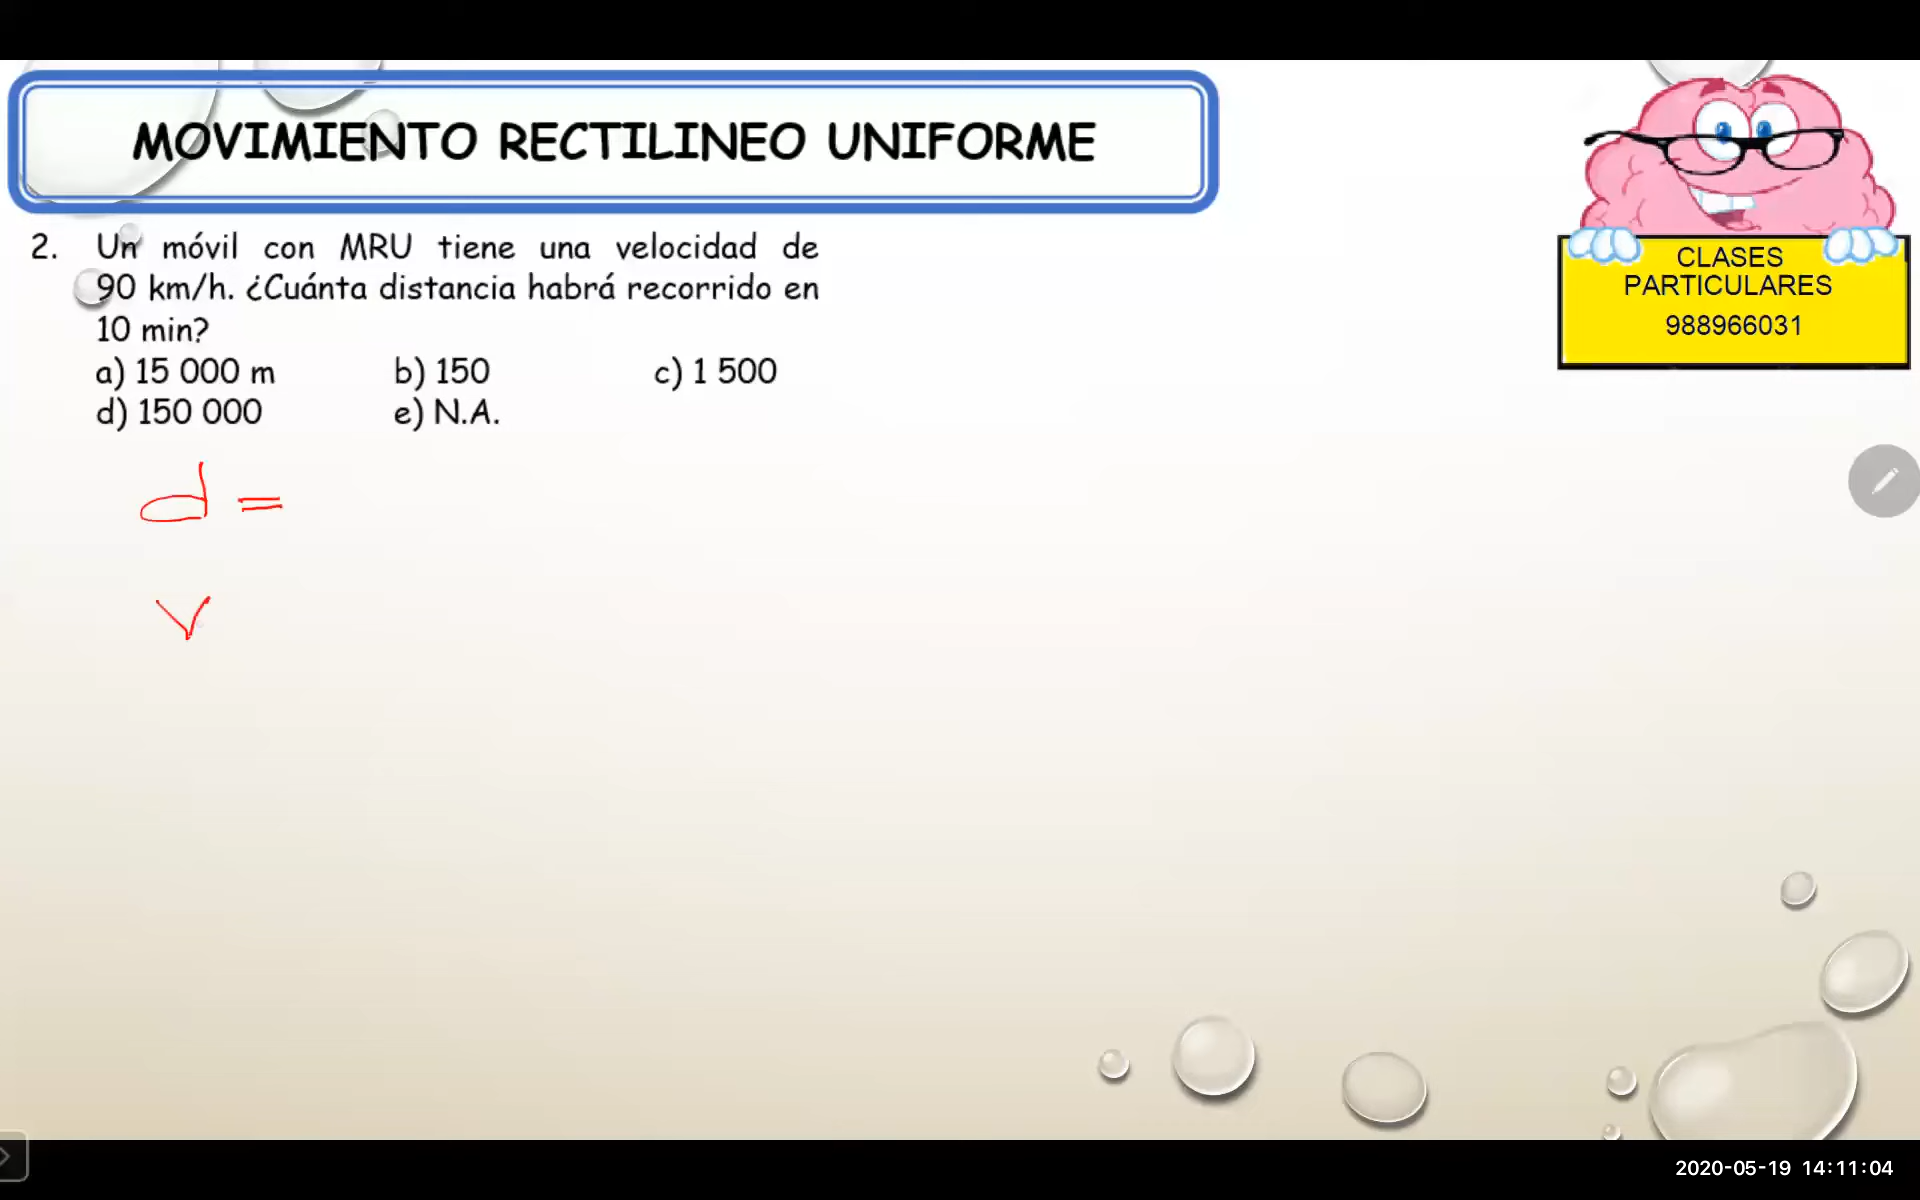 MOVIMIENTO RECTILINEO UNIFORME
2. Un móvil con MRU tiene una velocidad de
90 km/h. ¿Cuánta distancia habrá recorrido en
10 min?
a) 15 000 m b) 150 c) 1 500
d) 150 000 e) N.A.
d =
v
CLASES
PARTICULARES
988966031
2020-05-19 14:11:04